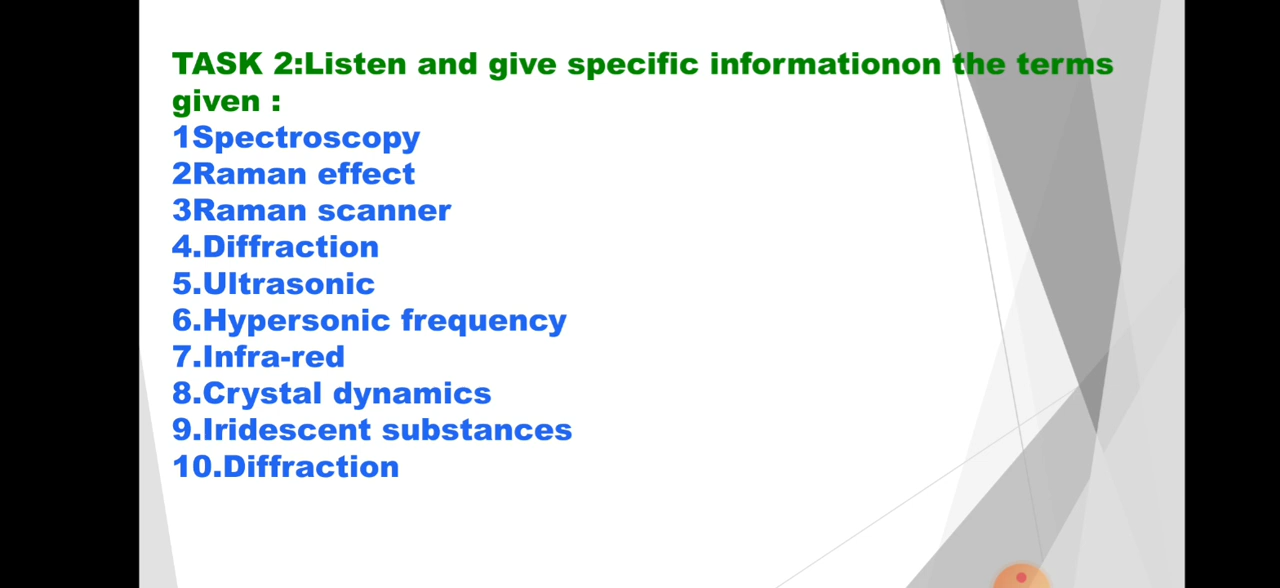 TASK 2:Listen and give specific informationon the terms
given :
1Spectroscopy
2Raman effect
3Raman scanner
4.Diffraction
5.Ultrasonic
6.Hypersonic frequency
7.Infra-red
8.Crystal dynamics
9.Iridescent substances
10.Diffraction